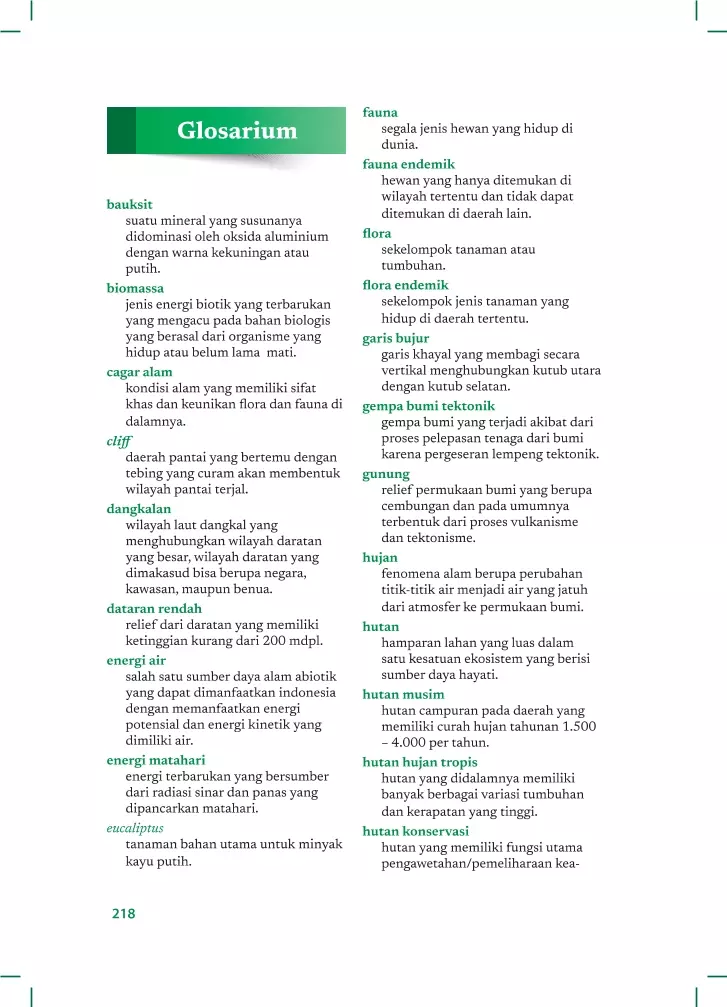 Glosarium
bauksit
suatu mineral yang susunanya
didominasi oleh oksida aluminium
dengan warna kekuningan atau
putih.
biomassa
jenis energi biotik yang terbarukan
yang mengacu pada bahan biologis
yang berasal dari organisme yang
hidup atau belum lama mati.
cagar alam
kondisi alam yang memiliki sifat
khas dan keunikan flora dan fauna di
dalamnya.
cliff
daerah pantai yang bertemu dengan
tebing yang curam akan membentuk
wilayah pantai terjal.
dangkalan
wilayah laut dangkal yang
menghubungkan wilayah daratan
yang besar, wilayah daratan yang
dimakasud bisa berupa negara,
kawasan, maupun benua.
dataran rendah
relief dari daratan yang memiliki
ketinggian kurang dari 200 mdpl.
energi air
salah satu sumber daya alam abiotik
yang dapat dimanfaatkan indonesia
dengan memanfaatkan energi
potensial dan energi kinetik yang
dimiliki air.
energi matahari
energi terbarukan yang bersumber
dari radiasi sinar dan panas yang
dipancarkan matahari.
eucaliptus
tanaman bahan utama untuk minyak
kayu putih.
fauna
segala jenis hewan yang hidup di
dunia.
fauna endemik
hewan yang hanya ditemukan di
wilayah tertentu dan tidak dapat
ditemukan di daerah lain.
flora
sekelompok tanaman atau
tumbuhan.
flora endemik
sekelompok jenis tanaman yang
hidup di daerah tertentu.
garis bujur
garis khayal yang membagi secara
vertikal menghubungkan kutub utara
dengan kutub selatan.
gempa bumi tektonik
gempa bumi yang terjadi akibat dari
proses pelepasan tenaga dari bumi
karena pergeseran lempeng tektonik.
gunung
relief permukaan bumi yang berupa
cembungan dan pada umumnya
terbentuk dari proses vulkanisme
dan tektonisme.
hujan
fenomena alam berupa perubahan
titik-titik air menjadi air yang jatuh
dari atmosfer ke permukaan bumi.
hutan
hamparan lahan yang luas dalam
satu kesatuan ekosistem yang berisi
sumber daya hayati.
hutan musim
hutan campuran pada daerah yang
memiliki curah hujan tahunan 1.500
– 4.000 per tahun.
hutan hujan tropis
hutan yang didalamnya memiliki
banyak berbagai variasi tumbuhan
dan kerapatan yang tinggi.
hutan konservasi
hutan yang memiliki fungsi utama
pengawetahan/pemeliharaan kea-
218